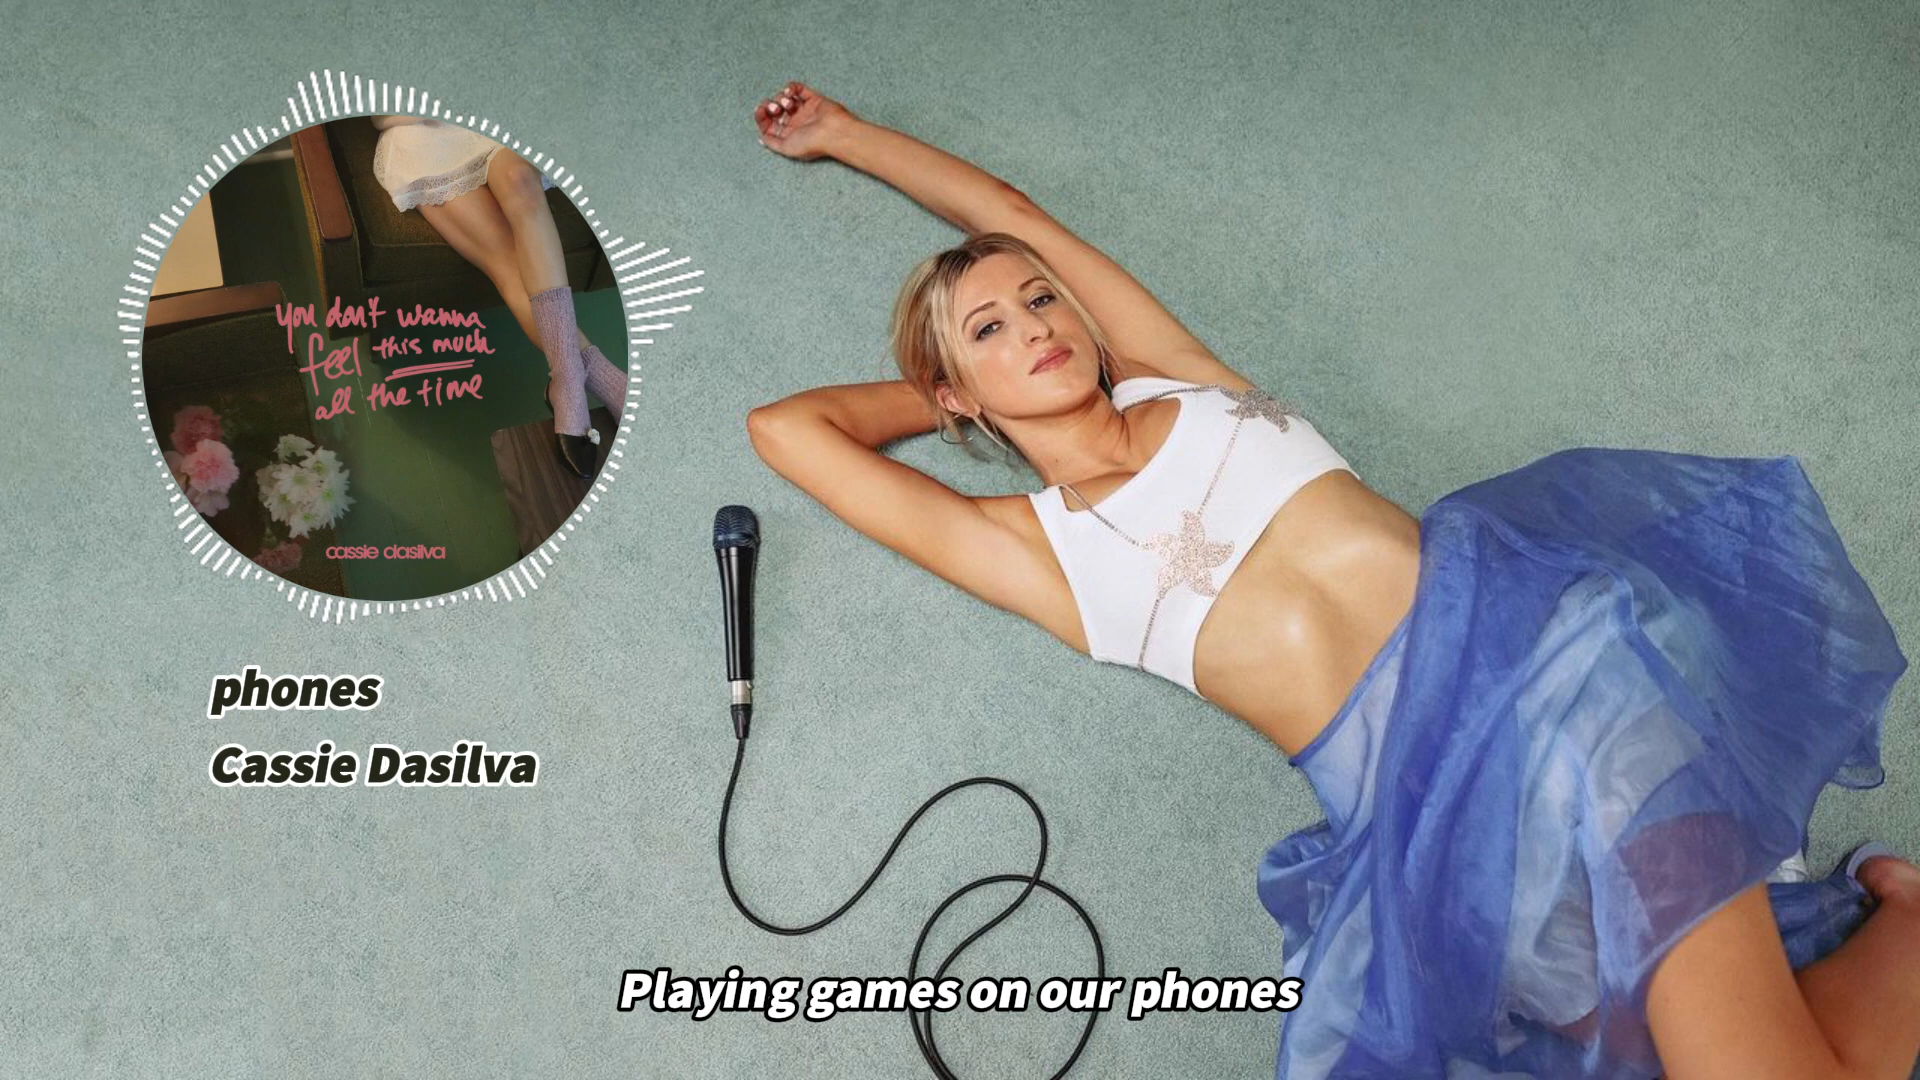 you don't wanna
feel this much
all the time
cassie dasilva
phones
Cassie Dasilva
Playing games on our phones